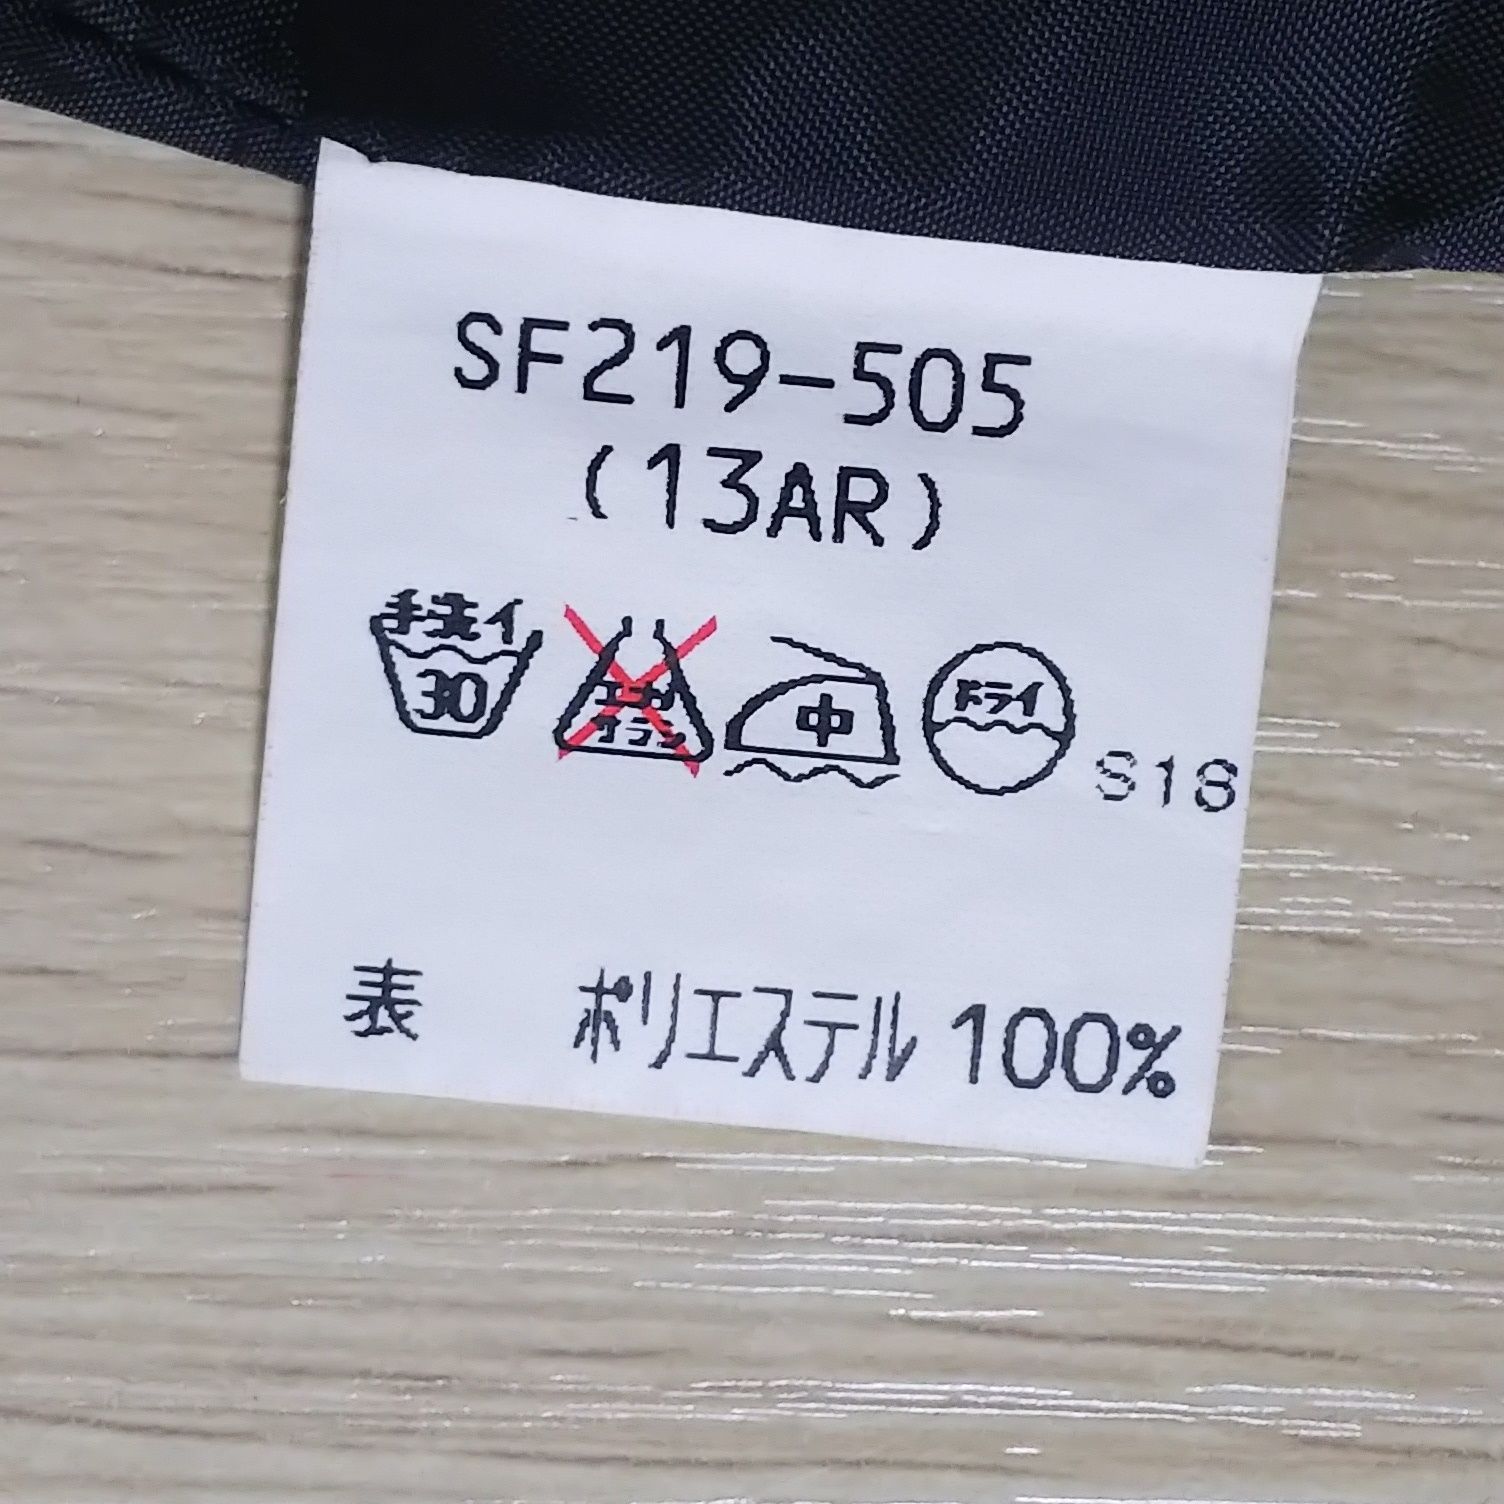 SF219-505
(13AR)
手洗イ
30
エンソ
サラシ
中
ドライ
S18
表 ポリエステル 100%